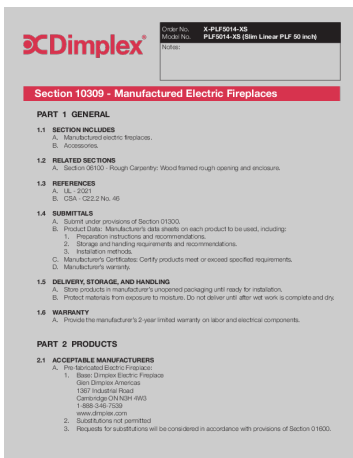 Dimplex®
Order No. X-PLF5014-XS
Model No. PLF5014-XS (Slim Linear PLF 50 inch)
Notes:
Section 10309 - Manufactured Electric Fireplaces
PART 1 GENERAL
1.1 SECTION INCLUDES
A. Manufactured electric fireplaces.
B. Accessories.
1.2 RELATED SECTIONS
A. Section 06100 - Rough Carpentry: Wood framed rough opening and enclosure.
1.3 REFERENCES
A. UL - 2021
B. CSA - C22.2 No. 46
1.4 SUBMITTALS
A. Submit under provisions of Section 01300.
B. Product Data: Manufacturer's data sheets on each product to be used, including:
1. Preparation instructions and recommendations.
2. Storage and handling requirements and recommendations.
3. Installation methods.
C. Manufacturer's Certificates: Certify products meet or exceed specified requirements.
D. Manufacturer's warranty.
1.5 DELIVERY, STORAGE, AND HANDLING
A. Store products in manufacturer's unopened packaging until ready for installation.
B. Protect materials from exposure to moisture. Do not deliver until after wet work is complete and dry.
1.6 WARRANTY
A. Provide the manufacturer's 2-year limited warranty on labor and electrical components.
PART 2 PRODUCTS
2.1 ACCEPTABLE MANUFACTURERS
A. Pre-fabricated Electric Fireplace:
1. Base: Dimplex Electric Fireplace
Glen Dimplex Americas
1367 Industrial Road
Cambridge ON N3H 4W3
1-888-346-7539
www.dimplex.com
2. Substitutions not permitted
3. Requests for substitutions will be considered in accordance with provisions of Section 01600.